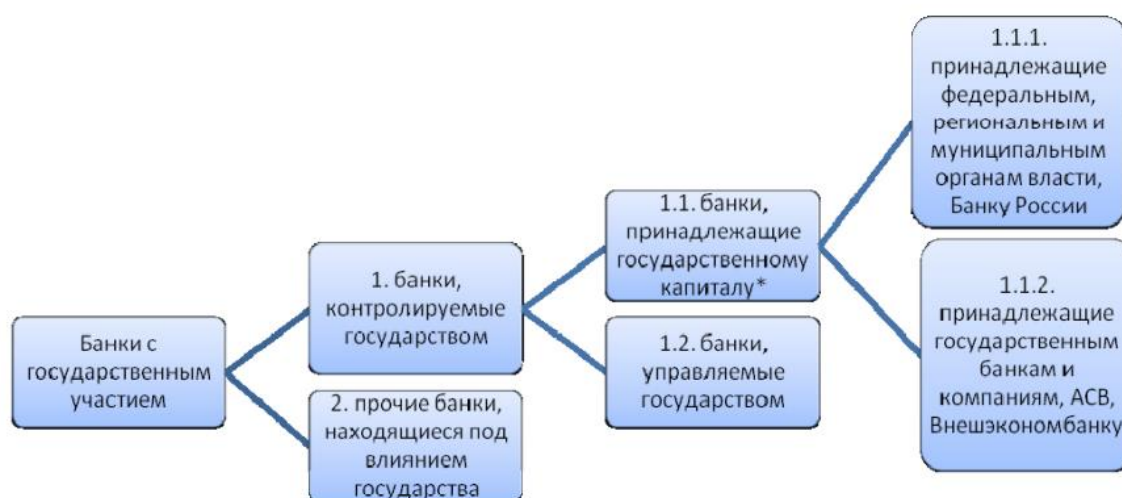 Банки с
государственным
участием
1. банки,
контролируемые
государством
2. прочие банки,
находящиеся под
влиянием
государства
1.1. банки,
принадлежащие
государственному
капиталу*
1.2. банки,
управляемые
государством
1.1.1.
принадлежащие
федеральным,
региональным и
муниципальным
органам власти,
Банку России
1.1.2.
принадлежащие
государственным
банкам и
компаниям, АСВ,
Внешэкономбанку